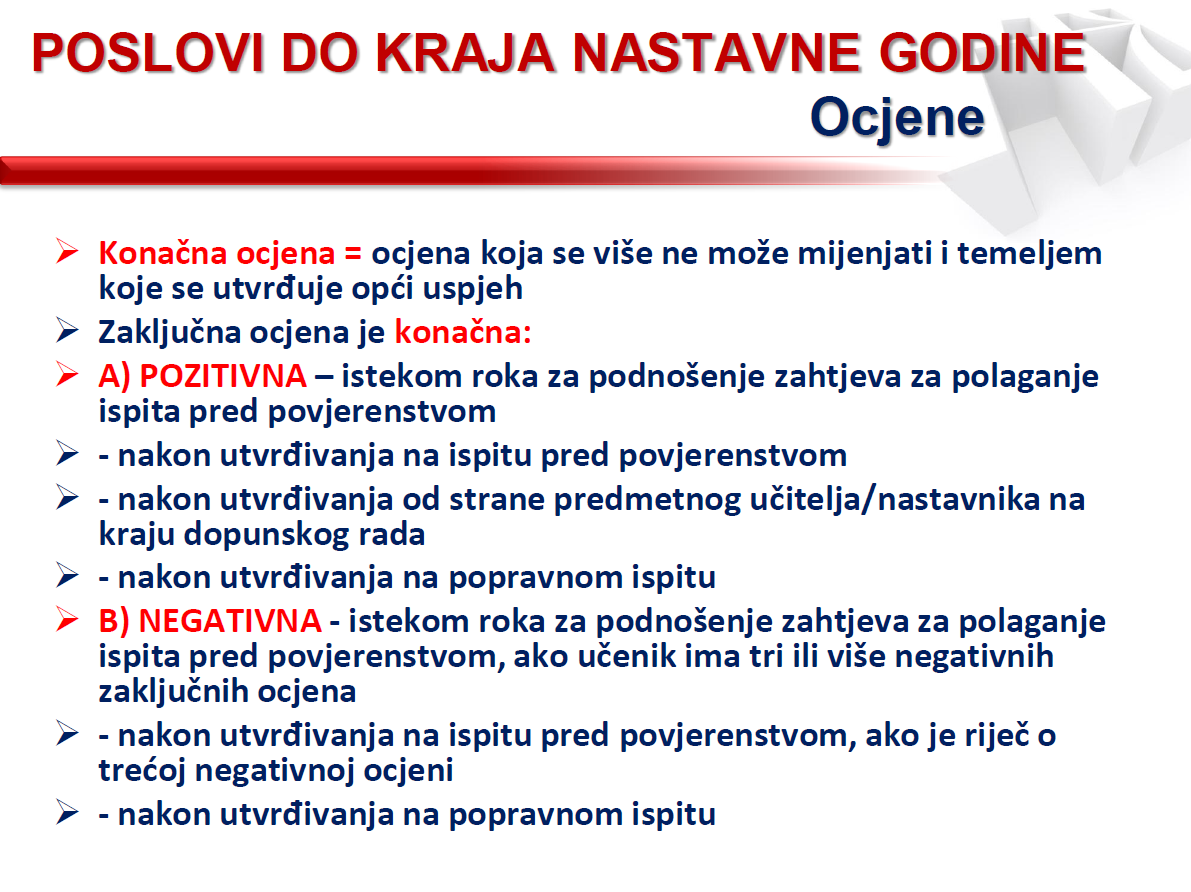 POSLOVI DO KRAJA NASTAVNE GODINE
Ocjene
Konačna ocjena = ocjena koja se više ne može mijenjati i temeljem
koje se utvrđuje opći uspjeh
Zaključna ocjena je konačna:
A) POZITIVNA – istekom roka za podnošenje zahtjeva za polaganje
ispita pred povjerenstvom
- nakon utvrđivanja na ispitu pred povjerenstvom
- nakon utvrđivanja od strane predmetnog učitelja/nastavnika na
kraju dopunskog rada
- nakon utvrđivanja na popravnom ispitu
B) NEGATIVNA - istekom roka za podnošenje zahtjeva za polaganje
ispita pred povjerenstvom, ako učenik ima tri ili više negativnih
zaključnih ocjena
- nakon utvrđivanja na ispitu pred povjerenstvom, ako je riječ o
trećoj negativnoj ocjeni
- nakon utvrđivanja na popravnom ispitu